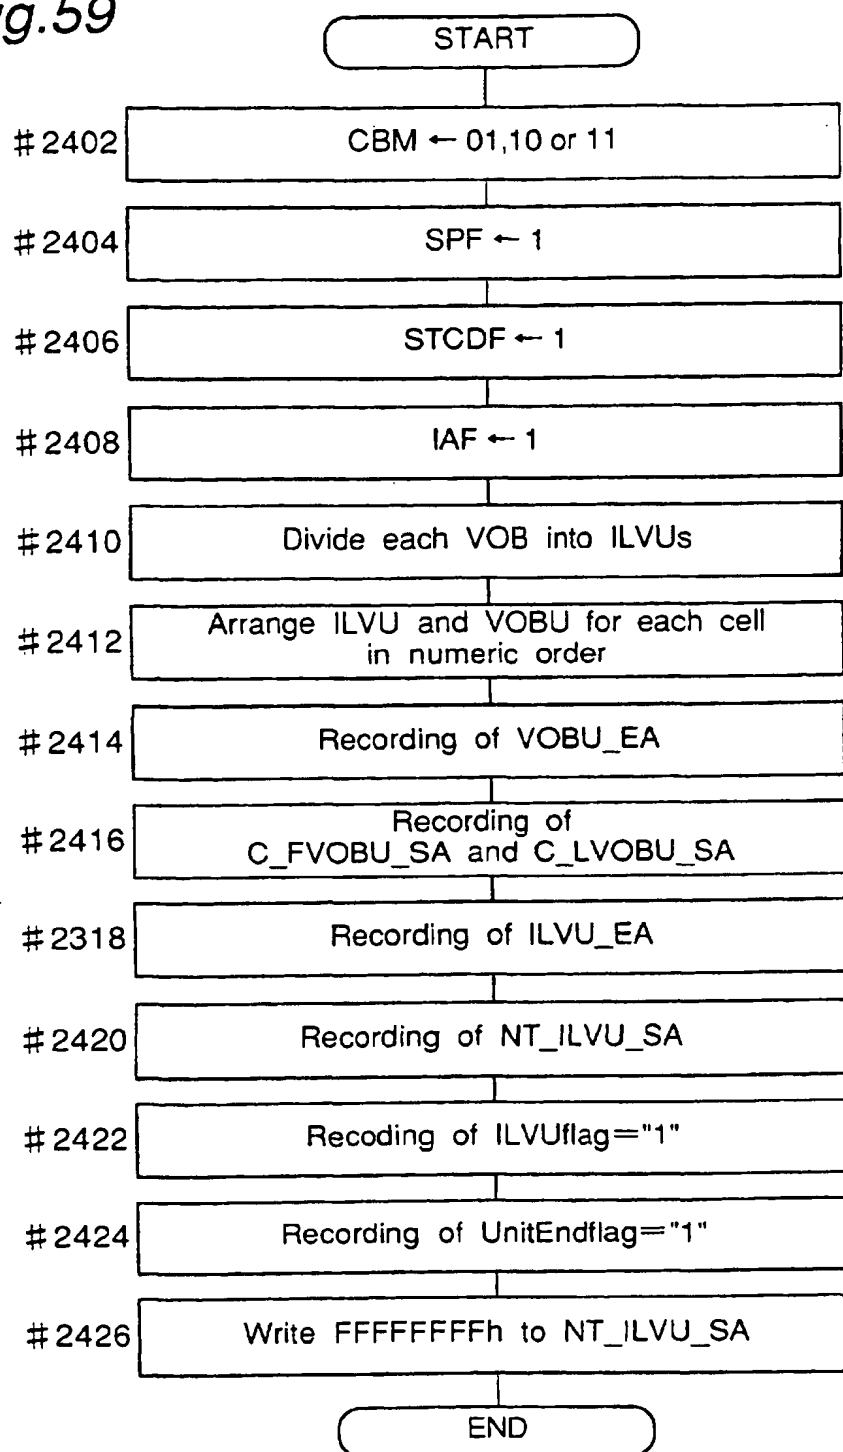 g.59
START
#2402 CBM ← 01,10 or 11
#2404 SPF ← 1
#2406 STCDF ← 1
#2408 IAF ← 1
#2410 Divide each VOB into ILVUs
#2412 Arrange ILVU and VOBU for each cell
in numeric order
#2414 Recording of VOBU_EA
#2416 Recording of
C_FVOBU_SA and C_LVOBU_SA
#2318 Recording of ILVU_EA
#2420 Recording of NT_ILVU_SA
#2422 Recoding of ILVUflag="1"
#2424 Recording of UnitEndflag="1"
#2426 Write FFFFFFFFh to NT_ILVU_SA
END